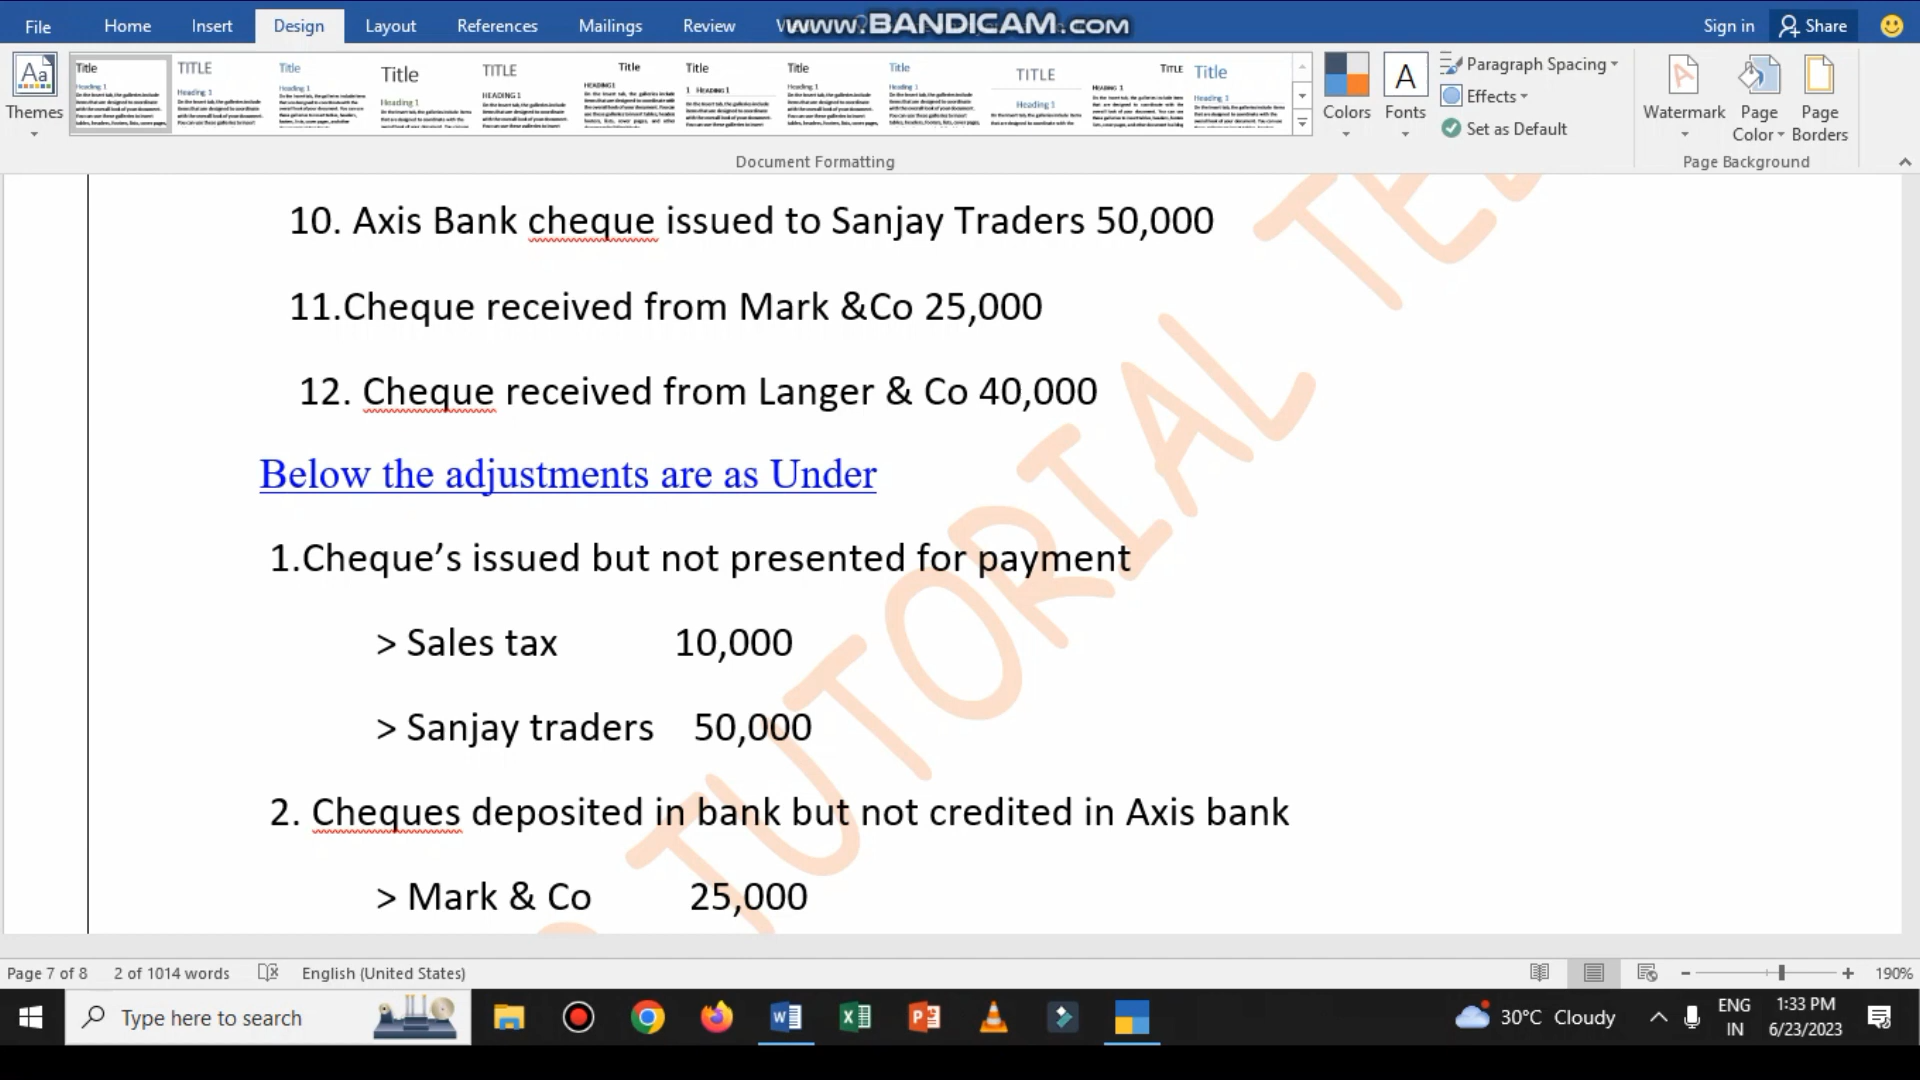 File Home Insert Design Layout References Mailings Review www.BANDICAM.com Sign in Share
Themes Colors Fonts Paragraph Spacing Effects Set as Default Watermark Page Color Page Borders
Document Formatting Page Background
10. Axis Bank cheque issued to Sanjay Traders 50,000
11.Cheque received from Mark &Co 25,000
12. Cheque received from Langer & Co 40,000
Below the adjustments are as Under
1.Cheque’s issued but not presented for payment
> Sales tax 10,000
> Sanjay traders 50,000
2. Cheques deposited in bank but not credited in Axis bank
> Mark & Co 25,000
TUTORIAL
Page 7 of 8 2 of 1014 words English (United States) 190%
Type here to search 30°C Cloudy ENG IN 1:33 PM 6/23/2023